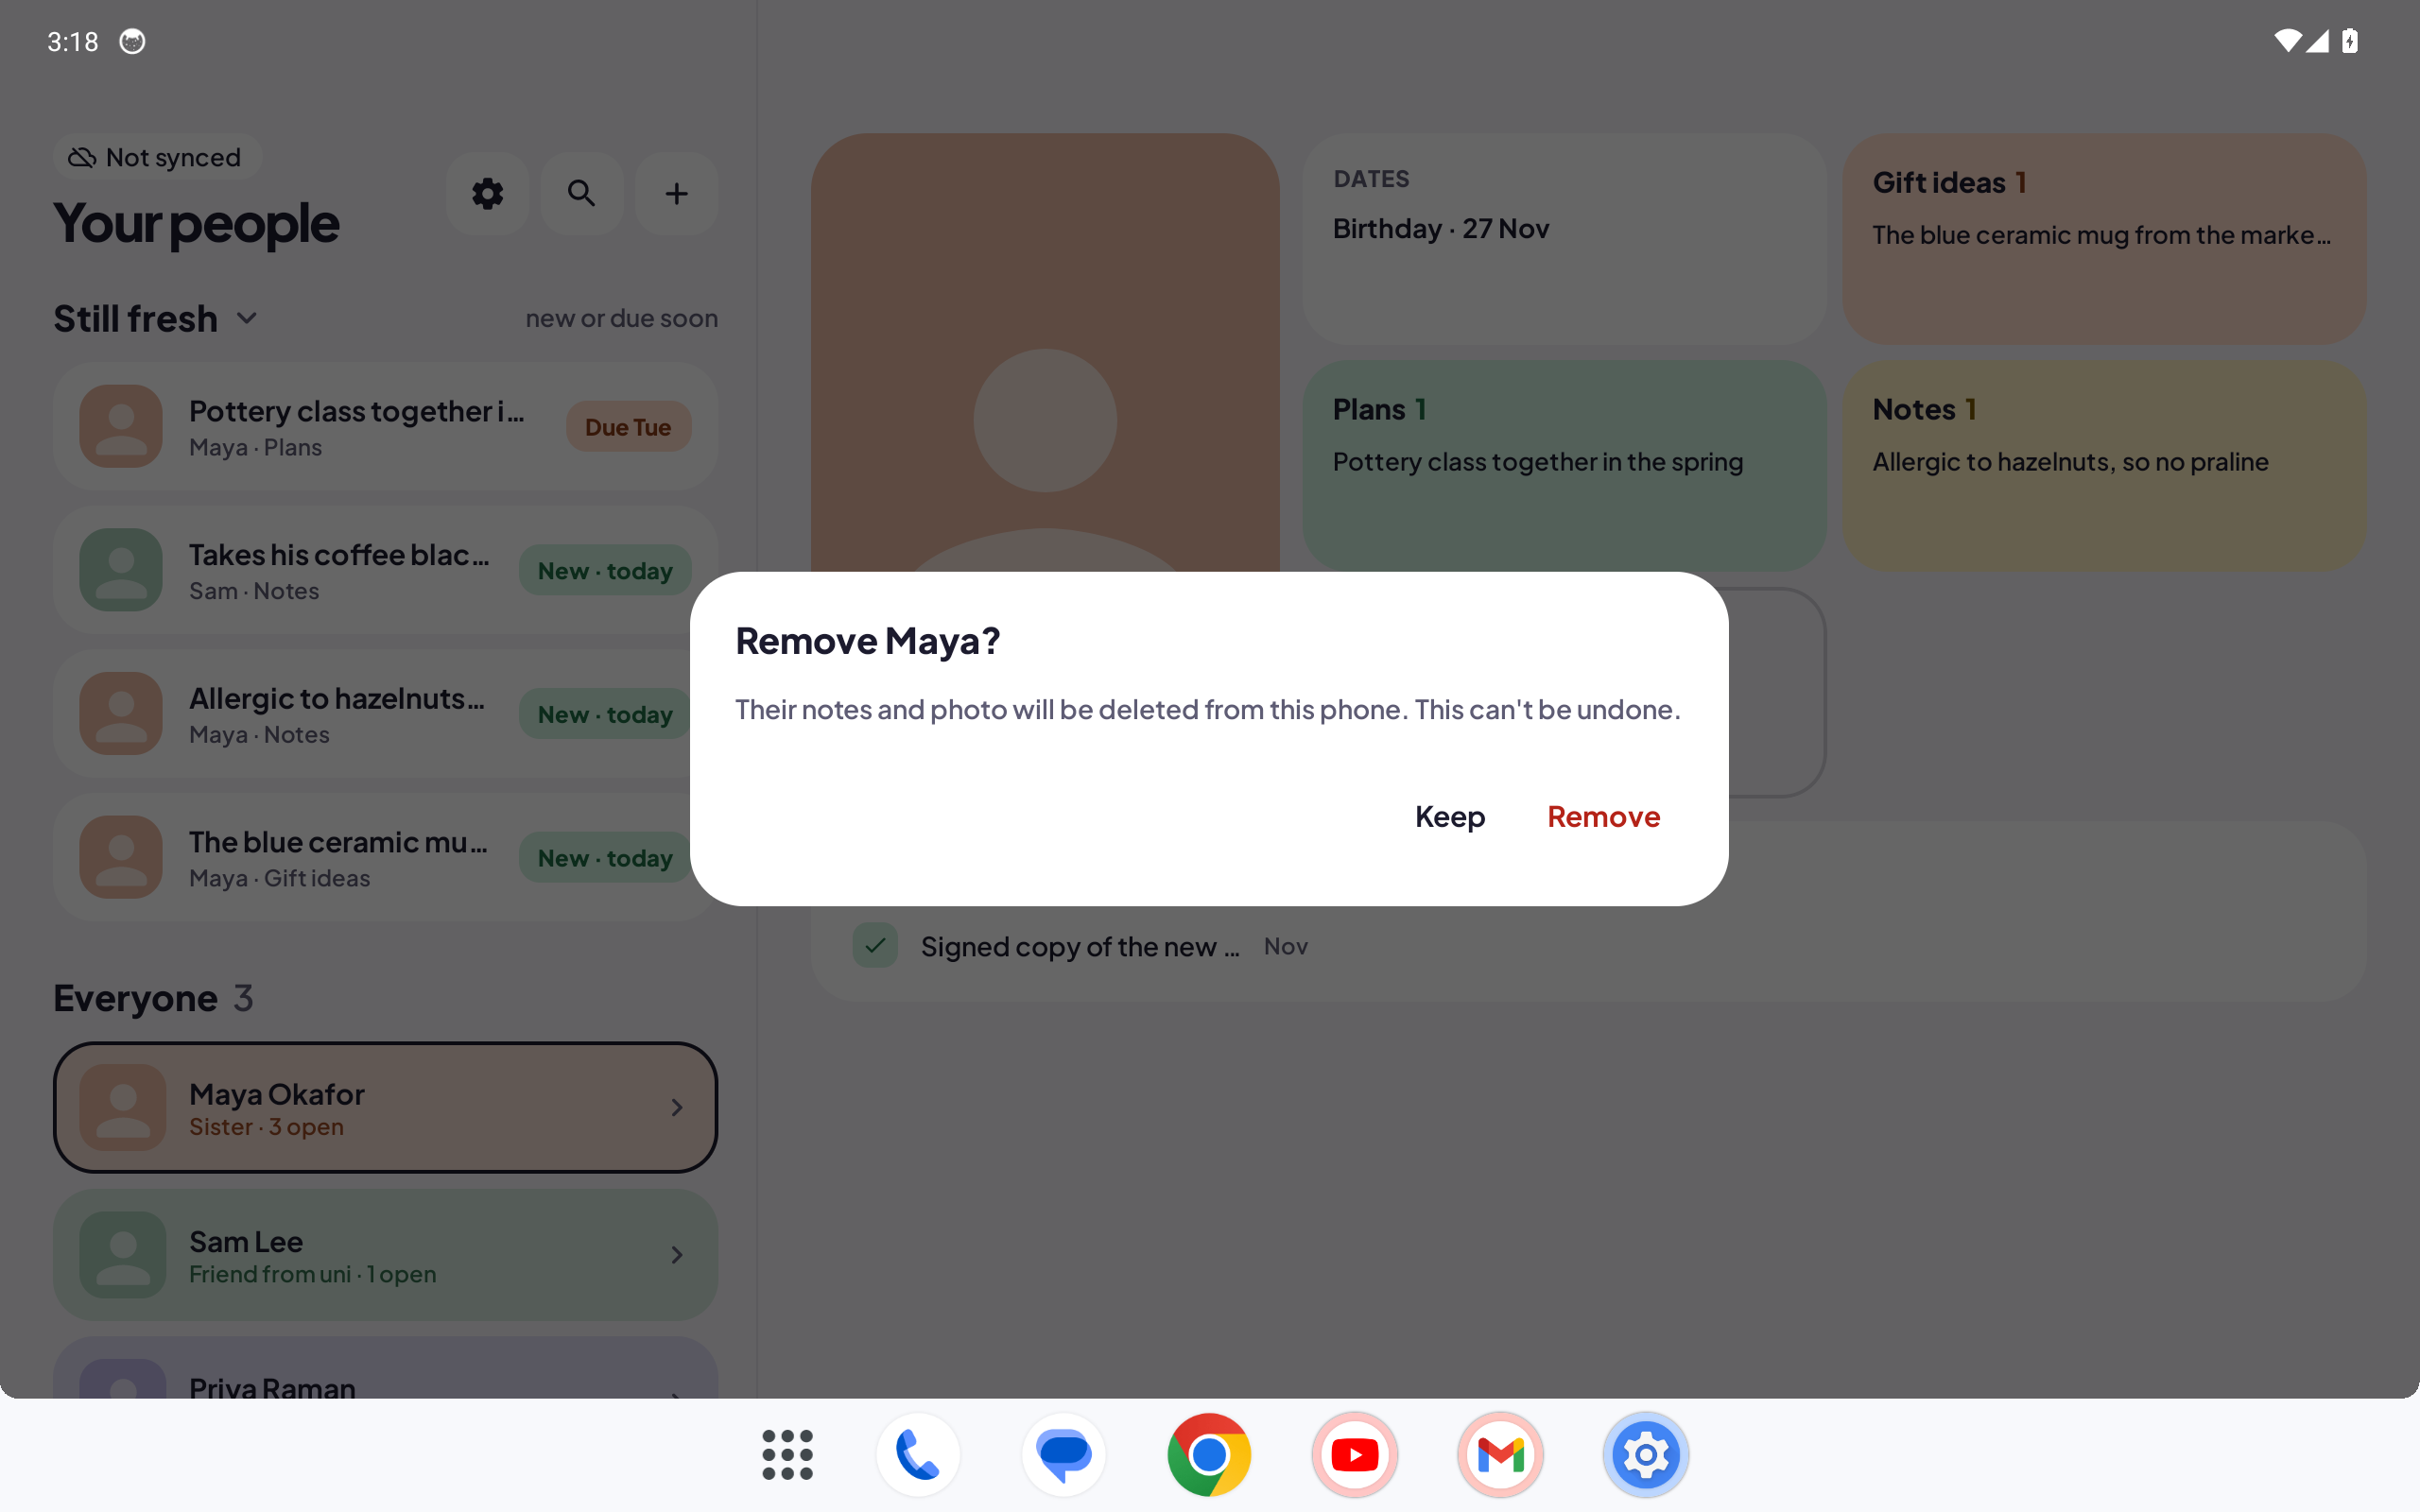 3:18
Not synced
Your people
Still fresh
new or due soon
Pottery class together i…
Maya · Plans
Due Tue
Takes his coffee blac…
Sam · Notes
New · today
Allergic to hazelnuts…
Maya · Notes
New · today
The blue ceramic mu…
Maya · Gift ideas
New · today
Everyone 3
Maya Okafor
Sister · 3 open
Sam Lee
Friend from uni · 1 open
Priya Raman
DATES
Birthday · 27 Nov
Gift ideas 1
The blue ceramic mug from the marke…
Plans 1
Pottery class together in the spring
Notes 1
Allergic to hazelnuts, so no praline
Remove Maya?
Their notes and photo will be deleted from this phone. This can't be undone.
Keep
Remove
Signed copy of the new … Nov